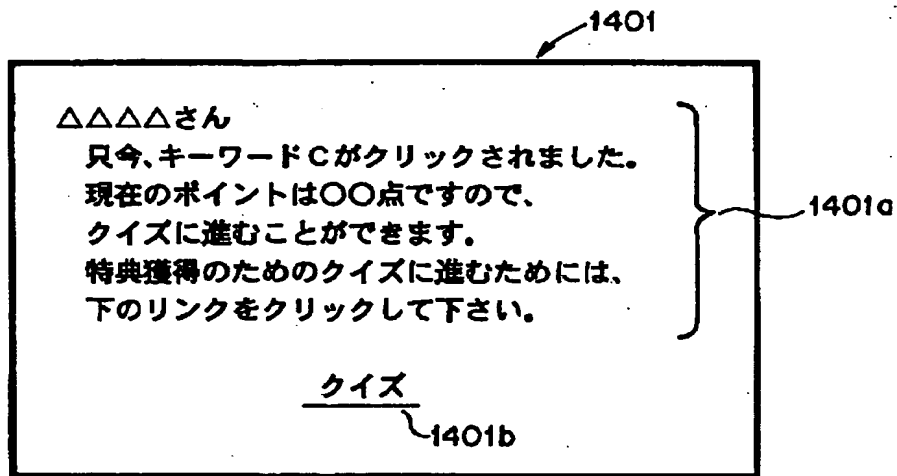 1401
△△△△さん
只今、キーワードCがクリックされました。
現在のポイントは〇〇点ですので、
クイズに進むことができます。
特典獲得のためのクイズに進むためには、
下のリンクをクリックして下さい。
1401a
クイズ
1401b